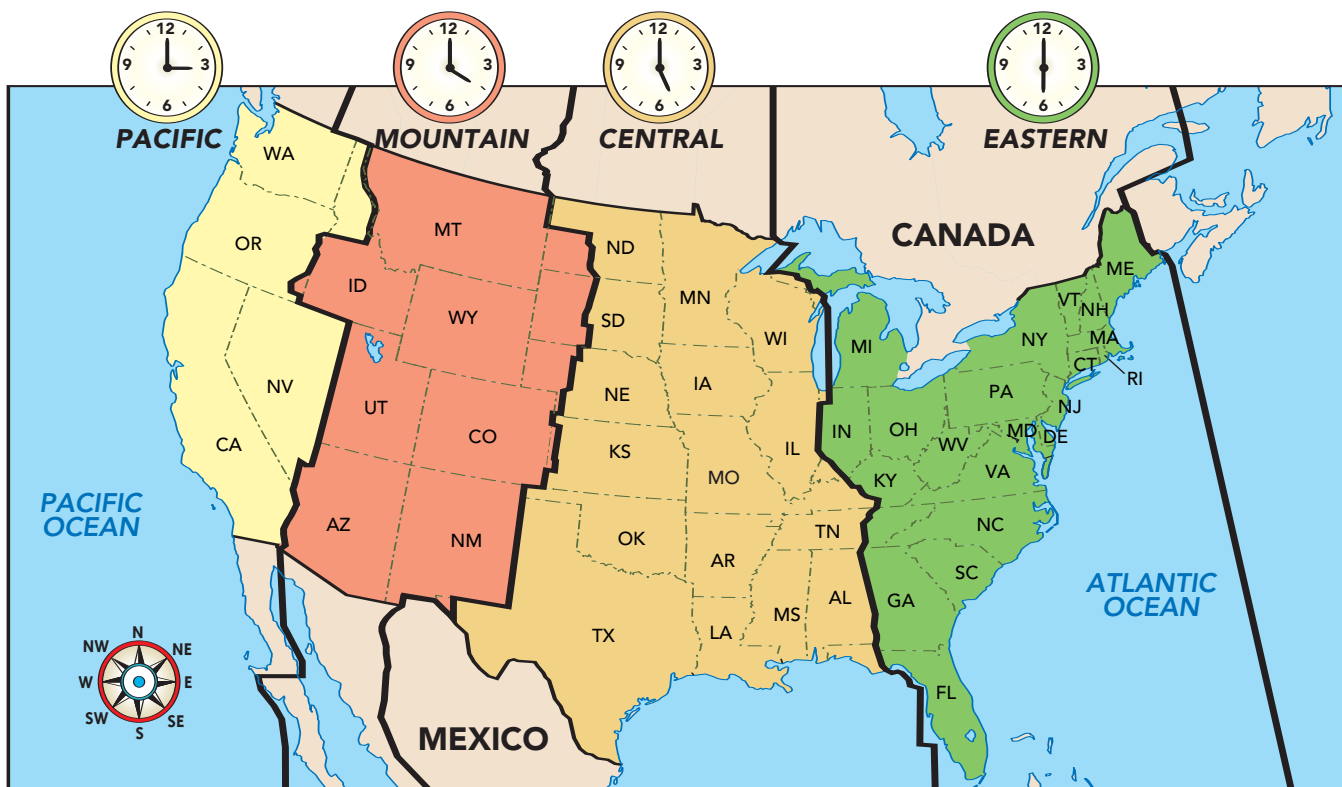 12
9
3
6
12
9
3
6
12
9
3
6
12
9
3
6
PACIFIC
MOUNTAIN
CENTRAL
EASTERN
WA
OR
CA
NV
MT
ID
WY
UT
CO
AZ
NM
ND
SD
NE
KS
OK
TX
MN
IA
MO
AR
LA
WI
IL
TN
MS
AL
MI
IN
OH
KY
WV
VA
NC
SC
GA
FL
PA
NY
VT
NH
ME
MA
CT
RI
NJ
MD
DE
CANADA
MEXICO
PACIFIC
OCEAN
ATLANTIC
OCEAN
N
NE
E
SE
S
SW
W
NW